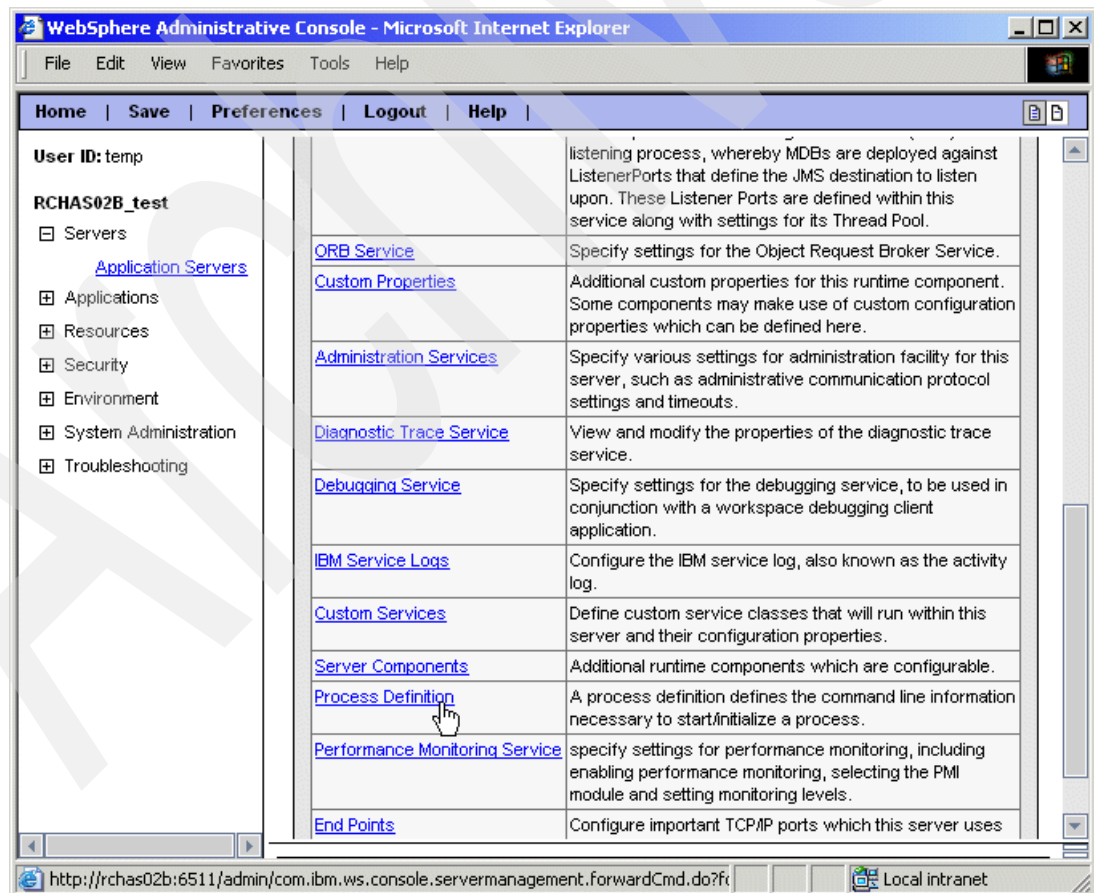 WebSphere Administrative Console - Microsoft Internet Explorer
File Edit View Favorites Tools Help
Home | Save | Preferences | Logout | Help |
User ID: temp
RCHAS02B_test
Servers
Application Servers
Applications
Resources
Security
Environment
System Administration
Troubleshooting
listening process, whereby MDBs are deployed against
ListenerPorts that define the JMS destination to listen
upon. These Listener Ports are defined within this
service along with settings for its Thread Pool.
ORB Service
Specify settings for the Object Request Broker Service.
Custom Properties
Additional custom properties for this runtime component.
Some components may make use of custom configuration
properties which can be defined here.
Administration Services
Specify various settings for administration facility for this
server, such as administrative communication protocol
settings and timeouts.
Diagnostic Trace Service
View and modify the properties of the diagnostic trace
service.
Debugging Service
Specify settings for the debugging service, to be used in
conjunction with a workspace debugging client
application.
IBM Service Logs
Configure the IBM service log, also known as the activity
log.
Custom Services
Define custom service classes that will run within this
server and their configuration properties.
Server Components
Additional runtime components which are configurable.
Process Definition
A process definition defines the command line information
necessary to start/initialize a process.
Performance Monitoring Service
specify settings for performance monitoring, including
enabling performance monitoring, selecting the PMI
module and setting monitoring levels.
End Points
Configure important TCP/IP ports which this server uses
http://rchas02b:6511/admin/com.ibm.ws.console.servermanagement.forwardCmd.do?fo
Local intranet